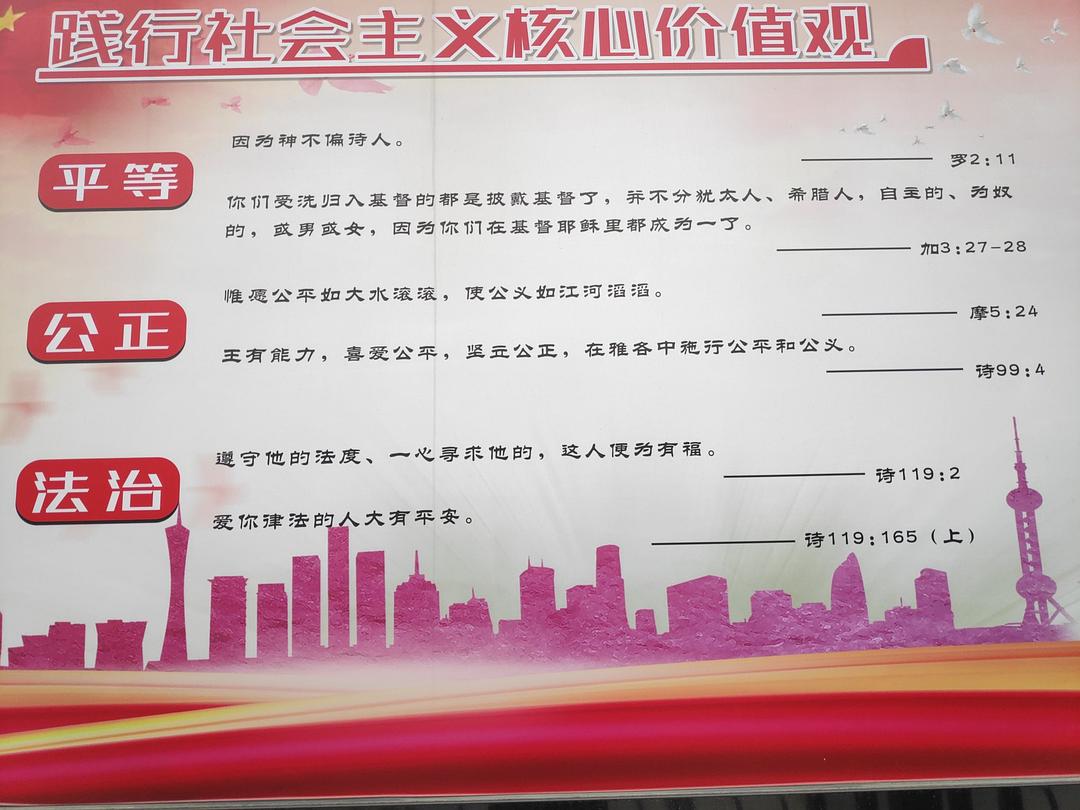 践行社会主义核心价值观
因为神不偏待人。
罗2:11
平等
你们受洗归入基督的都是披戴基督了，并不分犹太人、希腊人，自主的、为奴
的，或男或女，因为你们在基督耶稣里都成为一了。
加3:27-28
惟愿公平如大水滚滚，使公义如江河滔滔。
摩5:24
公正
王有能力，喜爱公平，坚立公正，在雅各中施行公平和公义。
诗99:4
遵守他的法度、一心寻求他的，这人便为有福。
诗119:2
法治
爱你律法的人大有平安。
诗119:165（上）